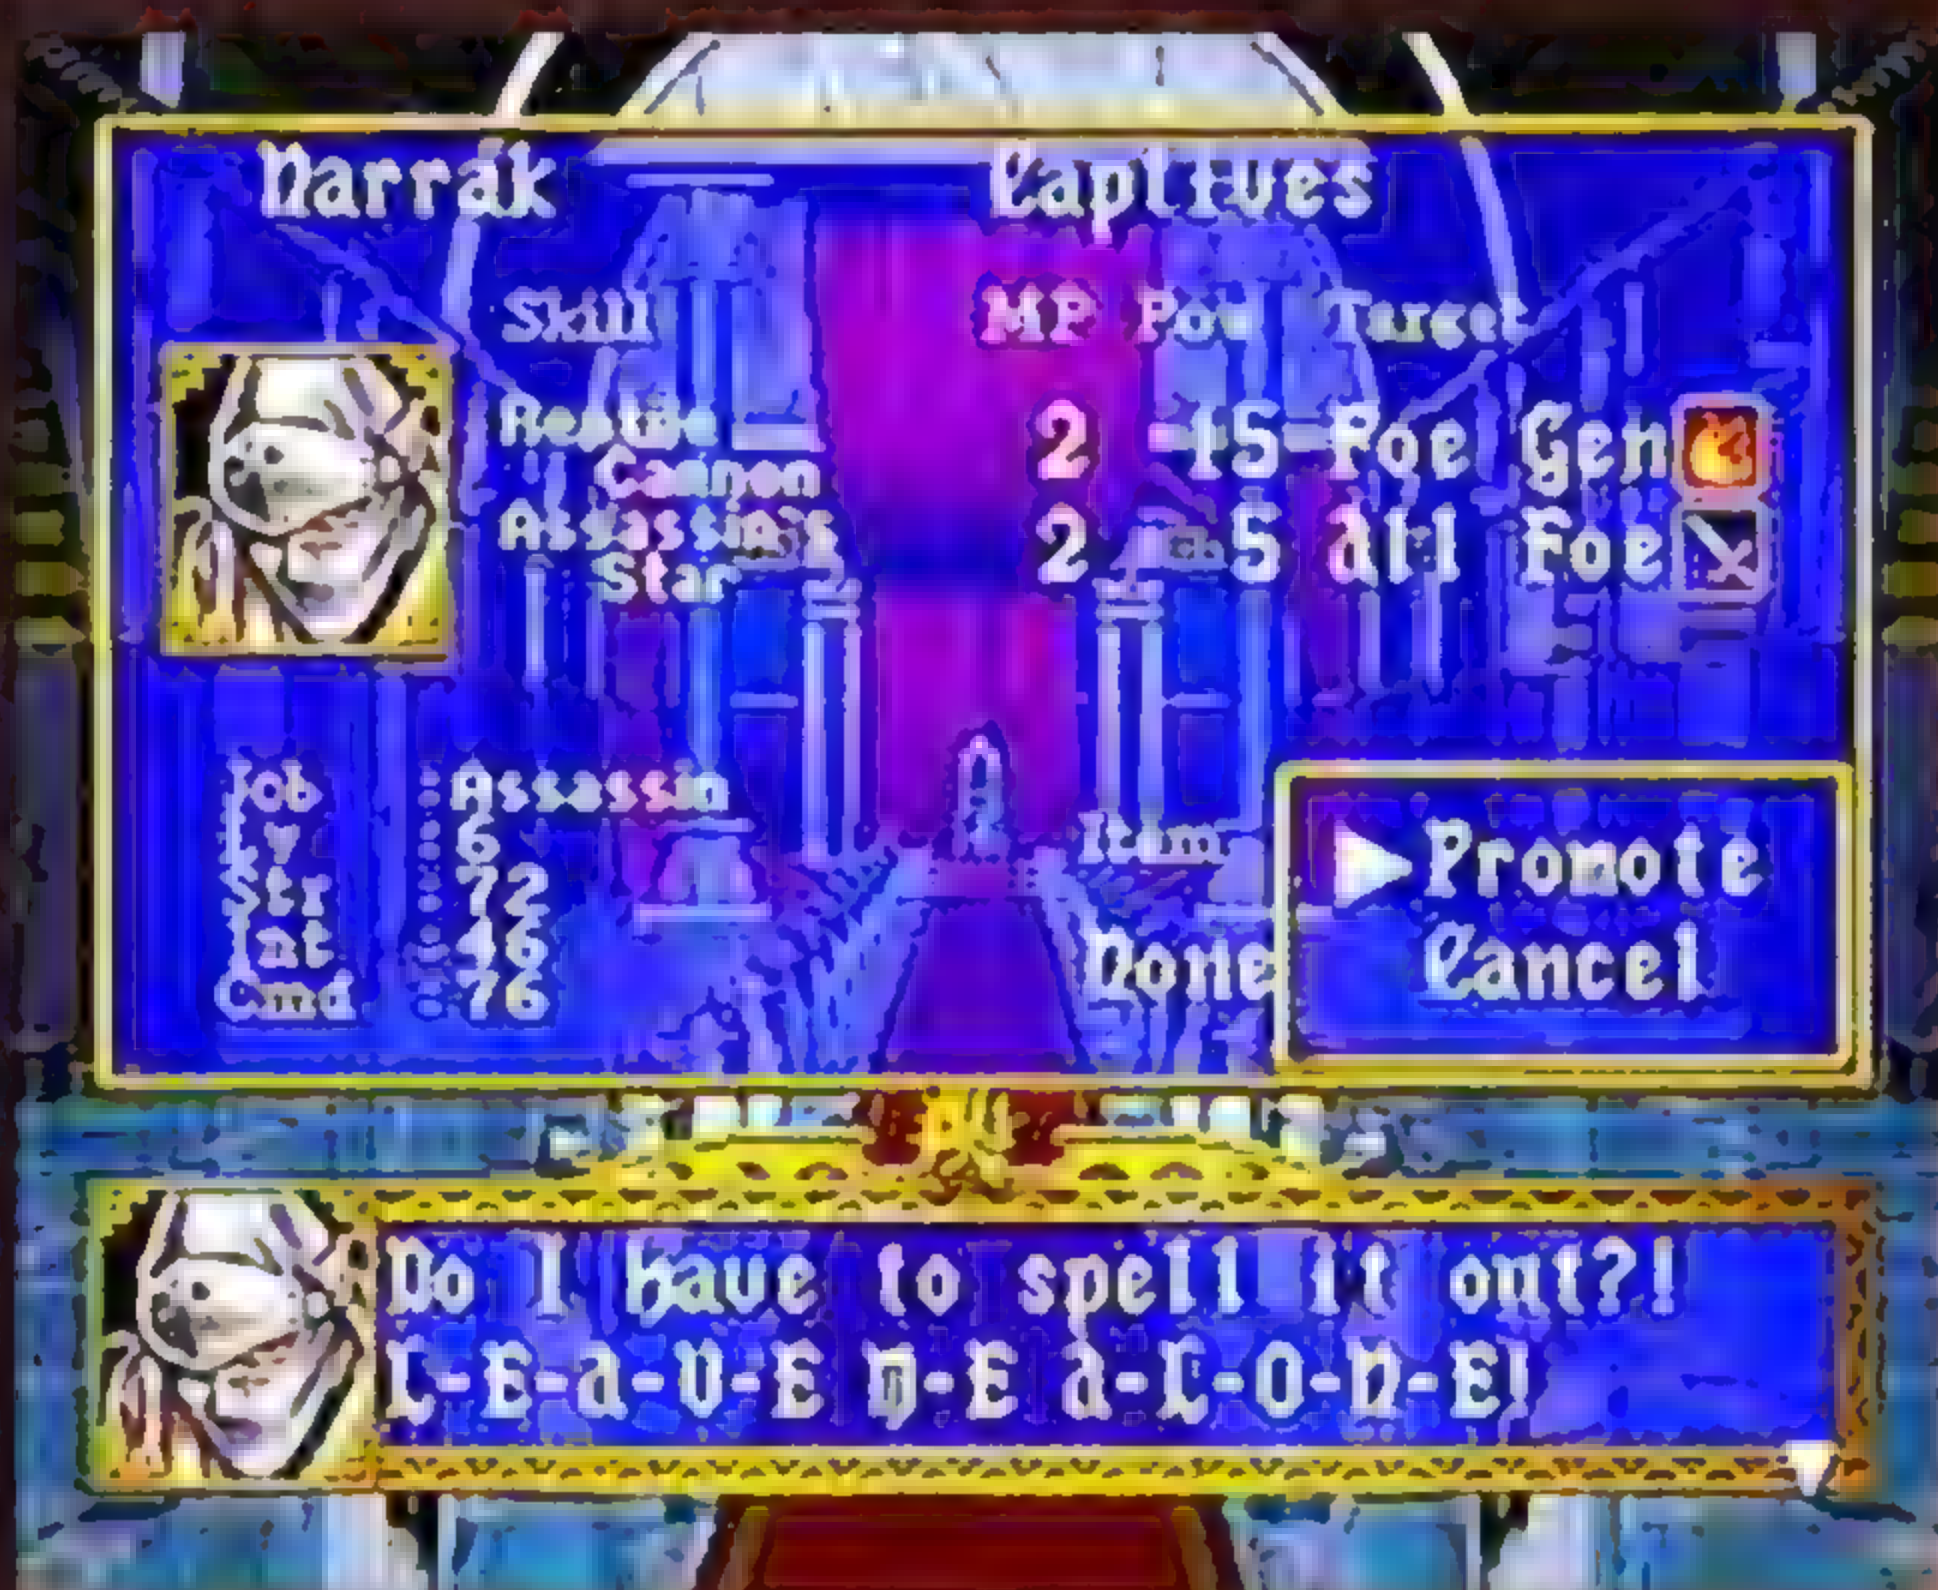 Narrak Captives
Skill MP Pow Target
Cannon 2 15 Foe Gen
Assassin's Star 2 5 All Foe
Job : Assassin
Lv : 6
Str : 72
Int : 46
Cmd : 76
Item
None
Promote
Cancel
Do I have to spell it out?!
L-E-A-V-E M-E A-L-O-N-E!